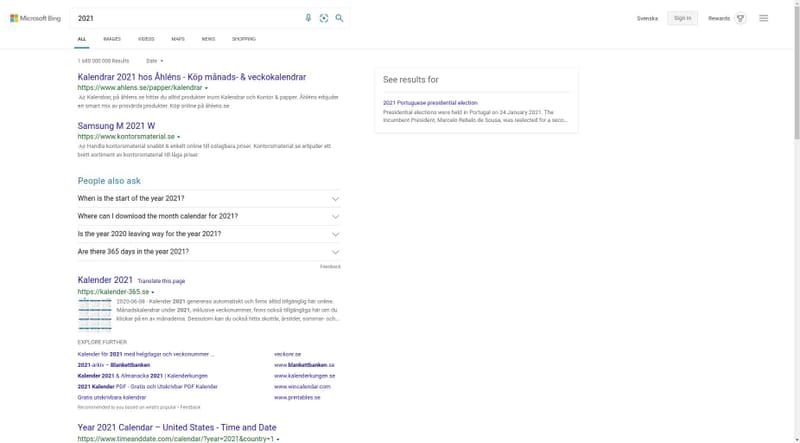 Microsoft Bing
2021
Svenska
Sign in
Rewards
ALL
IMAGES
VIDEOS
MAPS
NEWS
SHOPPING
1 680 000 000 Results
Date
Kalendrar 2021 hos Åhléns - Köp månads- & veckokalendrar
https://www.ahlens.se/papper/kalendrar
Ad Kalendrar, på åhlens.se hittar du alltid produkter inom Kalendrar och Kontor & papper. Åhléns erbjuder
en smart mix av prisvärda produkter. Köp online på åhlens.se
Samsung M 2021 W
https://www.kontorsmaterial.se
Ad Handla kontorsmaterial snabbt & enkelt online till oslagbara priser. Kontorsmaterial.se erbjuder ett
brett sortiment av kontorsmaterial till låga priser.
People also ask
When is the start of the year 2021?
Where can I download the month calendar for 2021?
Is the year 2020 leaving way for the year 2021?
Are there 365 days in the year 2021?
Feedback
Kalender 2021 Translate this page
https://kalender-365.se
2020-06-08 · Kalender 2021 genereras automatiskt och finns alltid tillgänglig här online.
Månadskalendrar under 2021, inklusive veckonummer, finns också tillgängliga här om du
klickar på en av månaderna. Dessutom kan du också hitta skottår, årstider, sommar- och...
EXPLORE FURTHER
Kalender för 2021 med helgdagar och veckonummer ...
veckonr.se
2021-arkiv – Blankettbanken
www.blankettbanken.se
Kalender 2021 & Almanacka 2021 | Kalenderkungen
www.kalenderkungen.se
2021 Kalender PDF - Gratis och Utskrivbar PDF Kalender
www.wincalendar.com
Gratis utskrivbara kalendrar
www.printables.se
Recommended to you based on what's popular • Feedback
Year 2021 Calendar – United States - Time and Date
https://www.timeanddate.com/calendar/?year=2021&country=1
See results for
2021 Portuguese presidential election
Presidential elections were held in Portugal on 24 January 2021. The
incumbent President, Marcelo Rebelo de Sousa, was reelected for a seco...